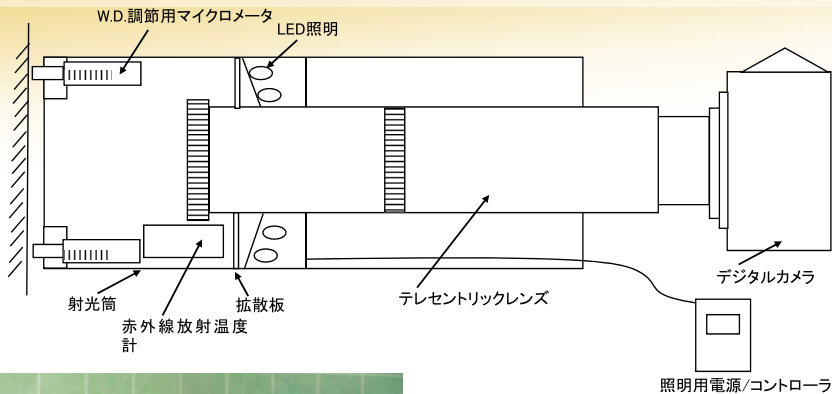 W.D.調節用マイクロメータ
LED照明
射光筒
赤外線放射温度
計
拡散板
テレセントリックレンズ
デジタルカメラ
照明用電源/コントローラ